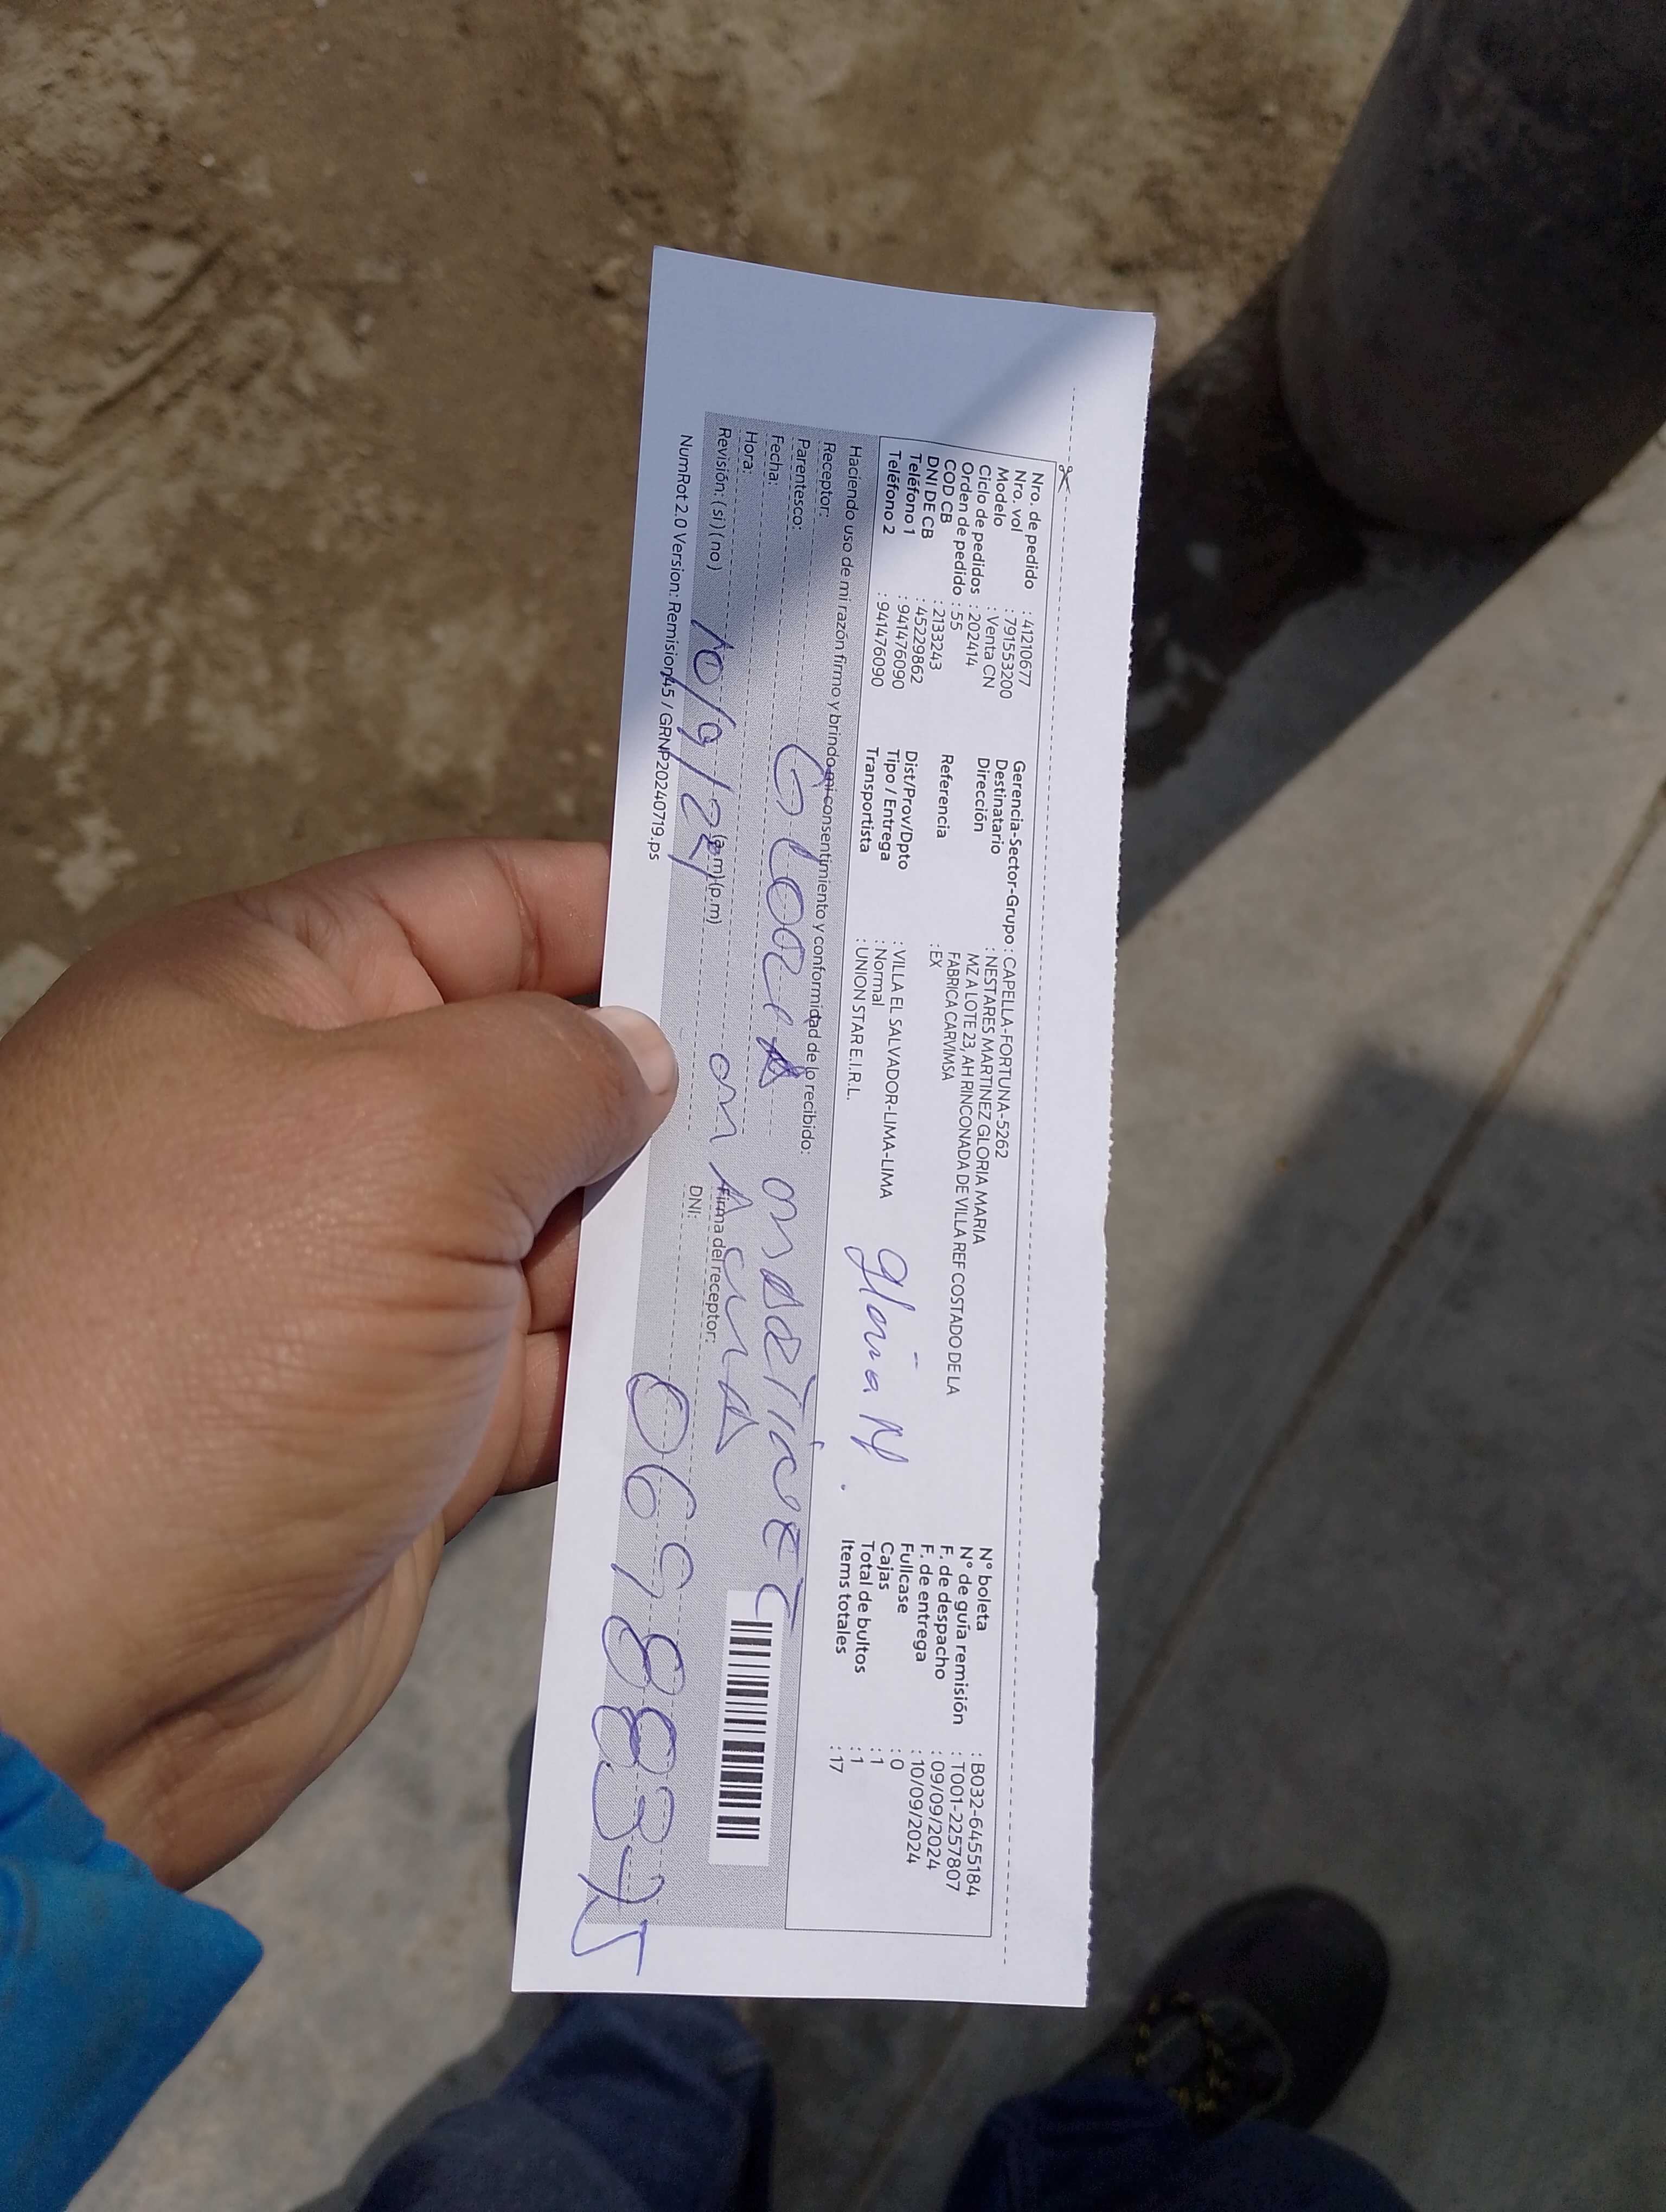 Nro. de pedido : 41210677
Nro. vol : 791553200
Modelo : Venta CN
Ciclo de pedidos : 202414
Orden de pedido : 55
COD CB : 2133243
DNI DE CB : 45229862
Teléfono 1 : 941476090
Teléfono 2 : 941476090
Gerencia-Sector-Grupo : CAPELLA-FORTUNA-5262
Destinatario : NESTARES MARTINEZ GLORIA MARIA
Dirección MZ A LOTE 23, AH RINCONADA DE VILLA REF COSTADO DE LA
FABRICA CARVIMSA
Referencia : EX
Dist/Prov/Dpto : VILLA EL SALVADOR-LIMA-LIMA
Tipo / Entrega : Normal
Transportista : UNION STAR E.I.R.L.
N° boleta : B032-6455184
N° de guía remisión : T001-2257807
F. de despacho : 09/09/2024
F. de entrega : 10/09/2024
Fullcase : 0
Cajas : 1
Total de bultos : 1
Items totales : 17
Gloria N.
Haciendo uso de mi razón firmo y brindo mi consentimiento y conformidad de lo recibido:
Receptor:
Parentesco: Gloria
Fecha:
Hora: (a.m) (p.m) Firma del receptor:
Revisión: (si) (no) 10/9/24 DNI: 06988375
NumRot 2.0 Version: Remision45 / GRNP20240719.ps